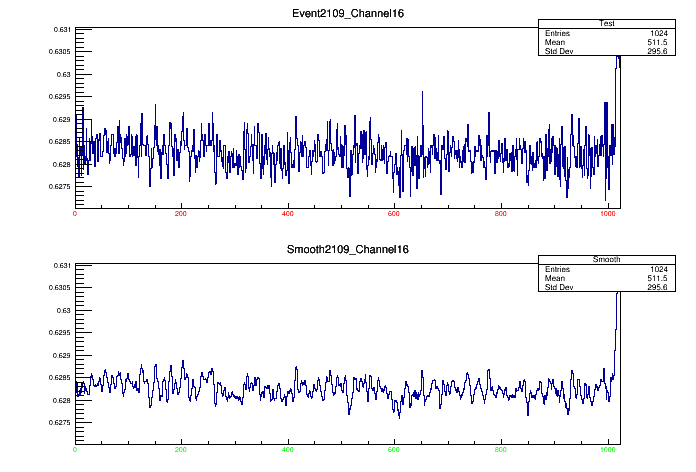 Event2109_Channel16
Test
Entries 1024
Mean 511.5
Std Dev 295.6
0.631
0.6305
0.63
0.6295
0.629
0.6285
0.628
0.6275
0 200 400 600 800 1000
Smooth2109_Channel16
Smooth
Entries 1024
Mean 511.5
Std Dev 295.6
0.631
0.6305
0.63
0.6295
0.629
0.6285
0.628
0.6275
0 200 400 600 800 1000